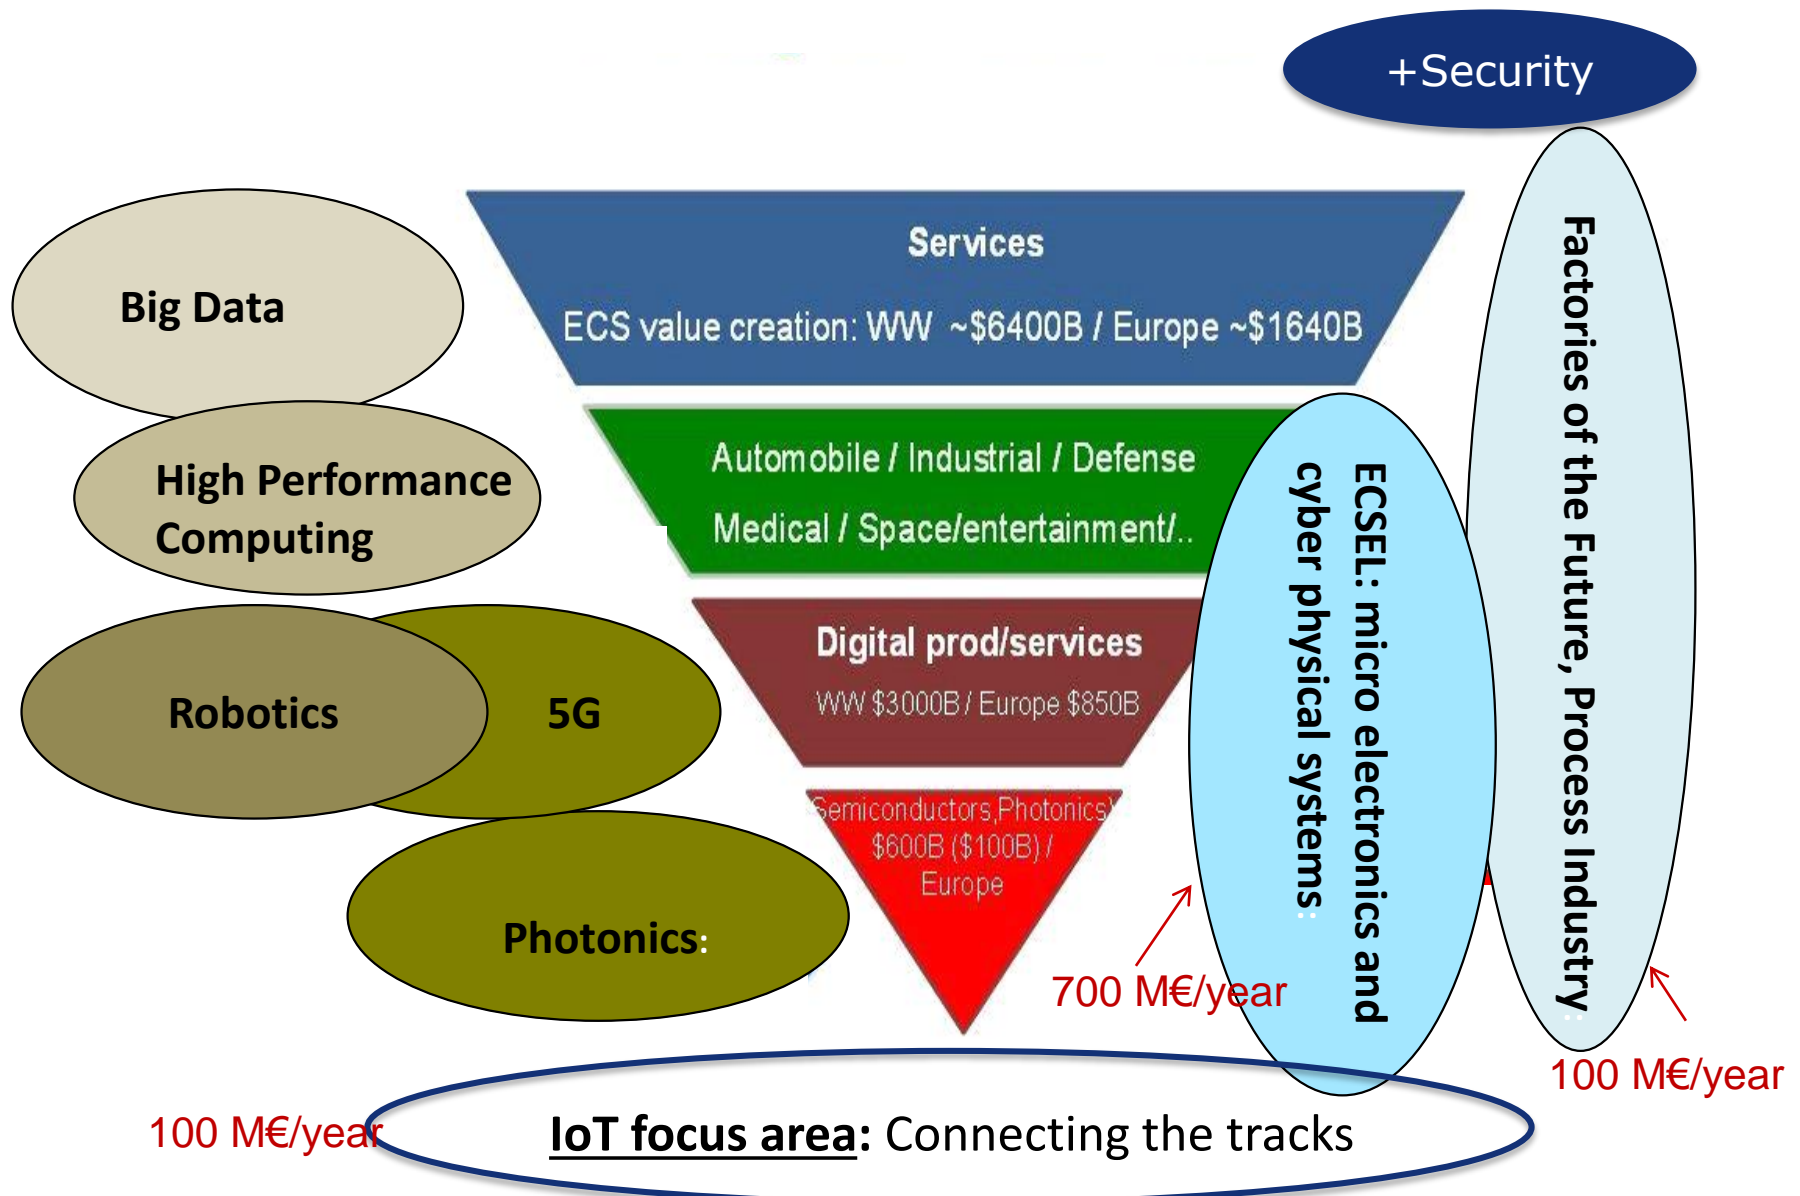 +Security
Services
ECS value creation: WW ~$6400B / Europe ~$1640B
Automobile / Industrial / Defense
Medical / Space/entertainment/..
Digital prod/services
WW $3000B / Europe $850B
Semiconductors,Photonics)
$600B ($100B) /
Europe
Big Data
High Performance
Computing
Robotics
5G
Photonics:
ECSEL: micro electronics and
cyber physical systems::
Factories of the Future, Process Industry:
700 M€/year
100 M€/year
100 M€/year
IoT focus area: Connecting the tracks